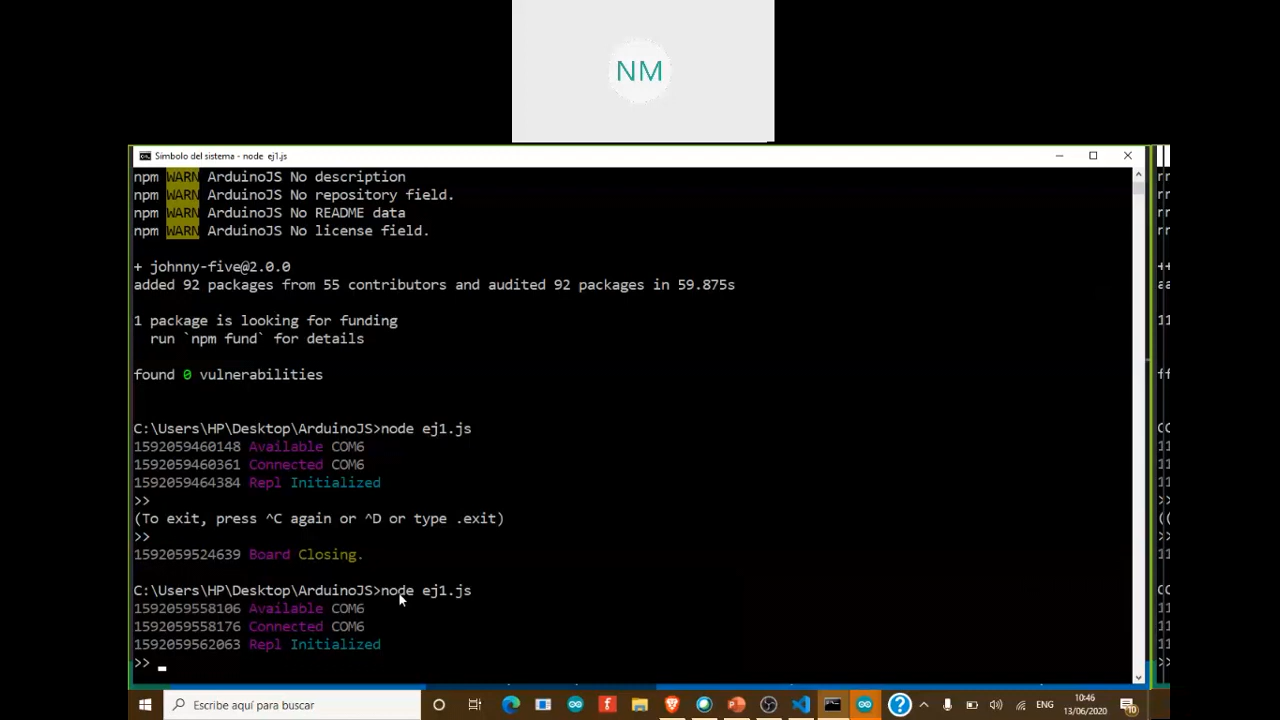 NM
Símbolo del sistema - node ej1.js
npm WARN ArduinoJS No description
npm WARN ArduinoJS No repository field.
npm WARN ArduinoJS No README data
npm WARN ArduinoJS No license field.
+ johnny-five@2.0.0
added 92 packages from 55 contributors and audited 92 packages in 59.875s
1 package is looking for funding
run `npm fund` for details
found 0 vulnerabilities
C:\Users\HP\Desktop\ArduinoJS>node ej1.js
1592059460148 Available COM6
1592059460361 Connected COM6
1592059464384 Repl Initialized
>>
(To exit, press ^C again or ^D or type .exit)
>>
1592059524639 Board Closing.
C:\Users\HP\Desktop\ArduinoJS>node ej1.js
1592059558106 Available COM6
1592059558176 Connected COM6
1592059562063 Repl Initialized
>> _
Escribe aquí para buscar
ENG
10:46
13/06/2020
10